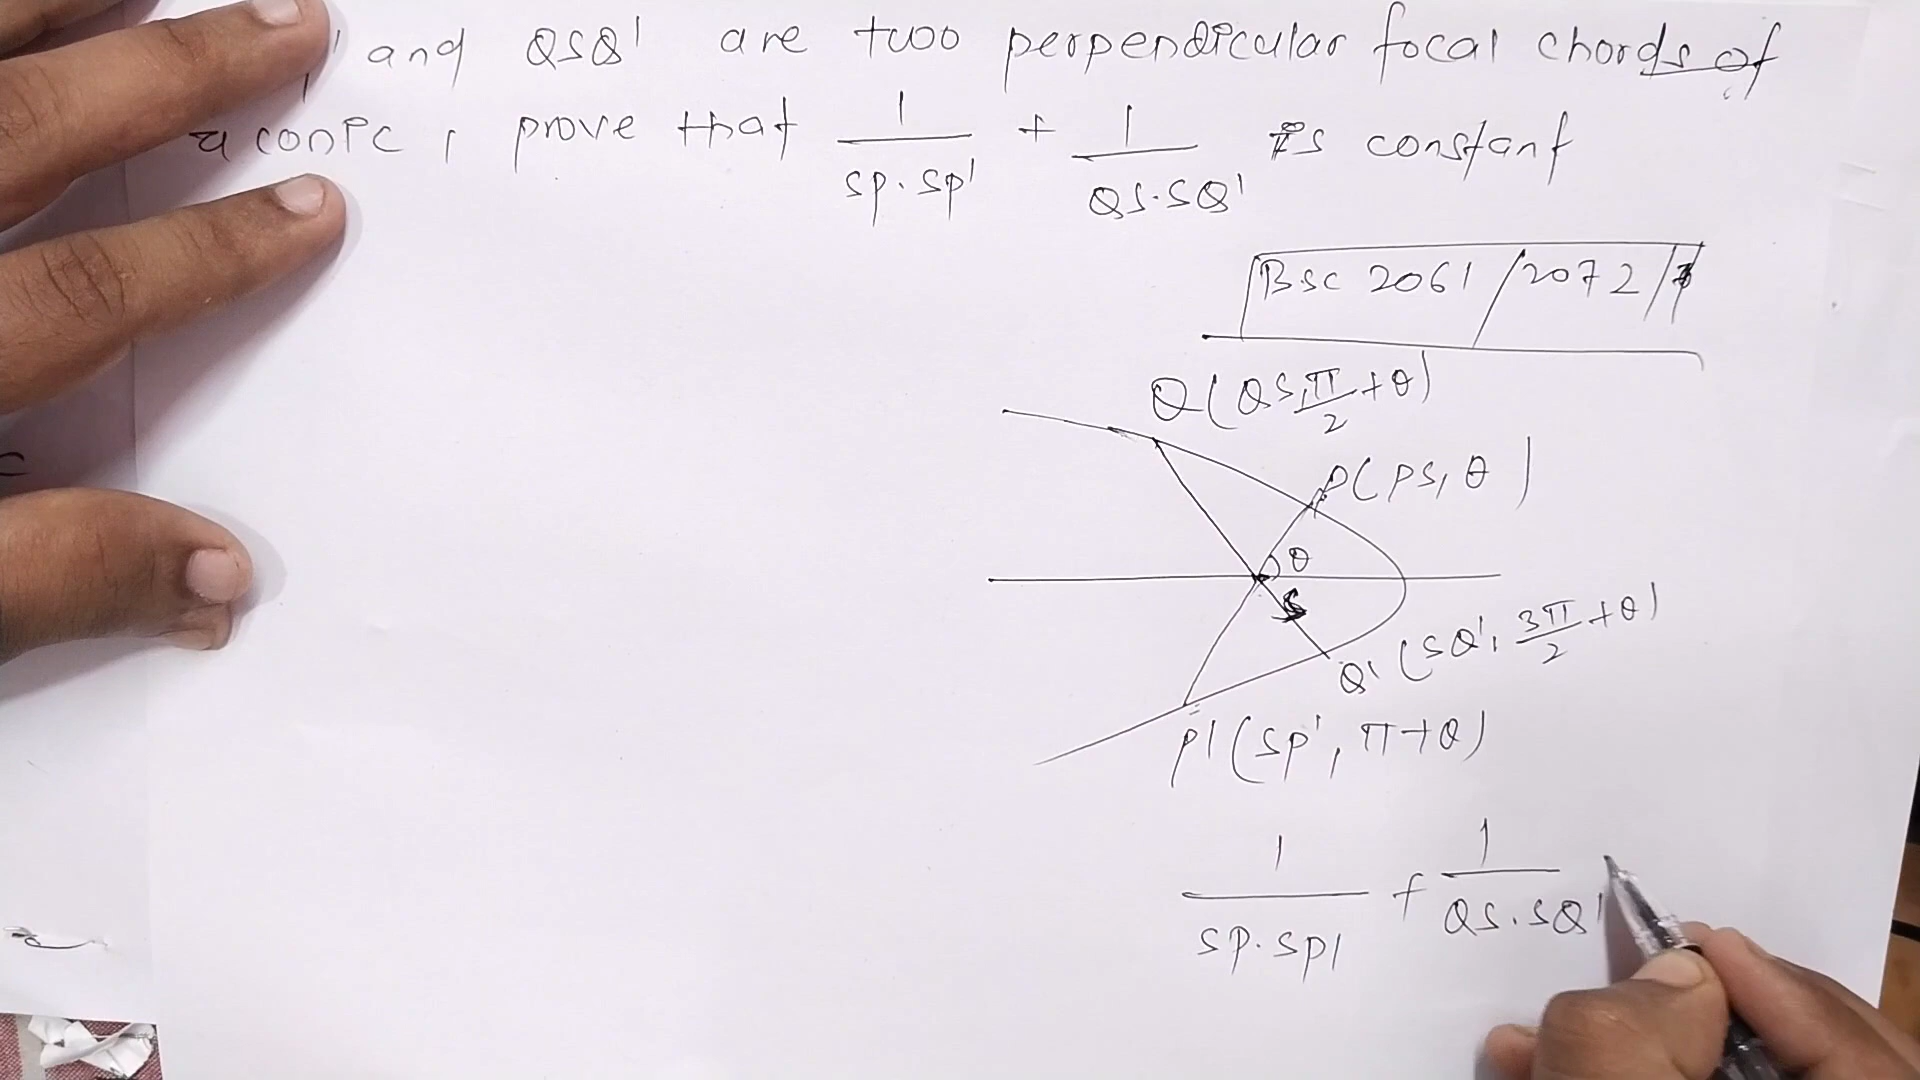 and QSQ' are two perpendicular focal chords of
a conic, prove that 1/SP.SP' + 1/QS.SQ' is constant
BSC 2061/2072/
Q(QS, π/2+θ)
P(PS, θ)
θ
S
Q'(SQ', 3π/2+θ)
P'(SP', π+θ)
1/SP.SP' + 1/QS.SQ'